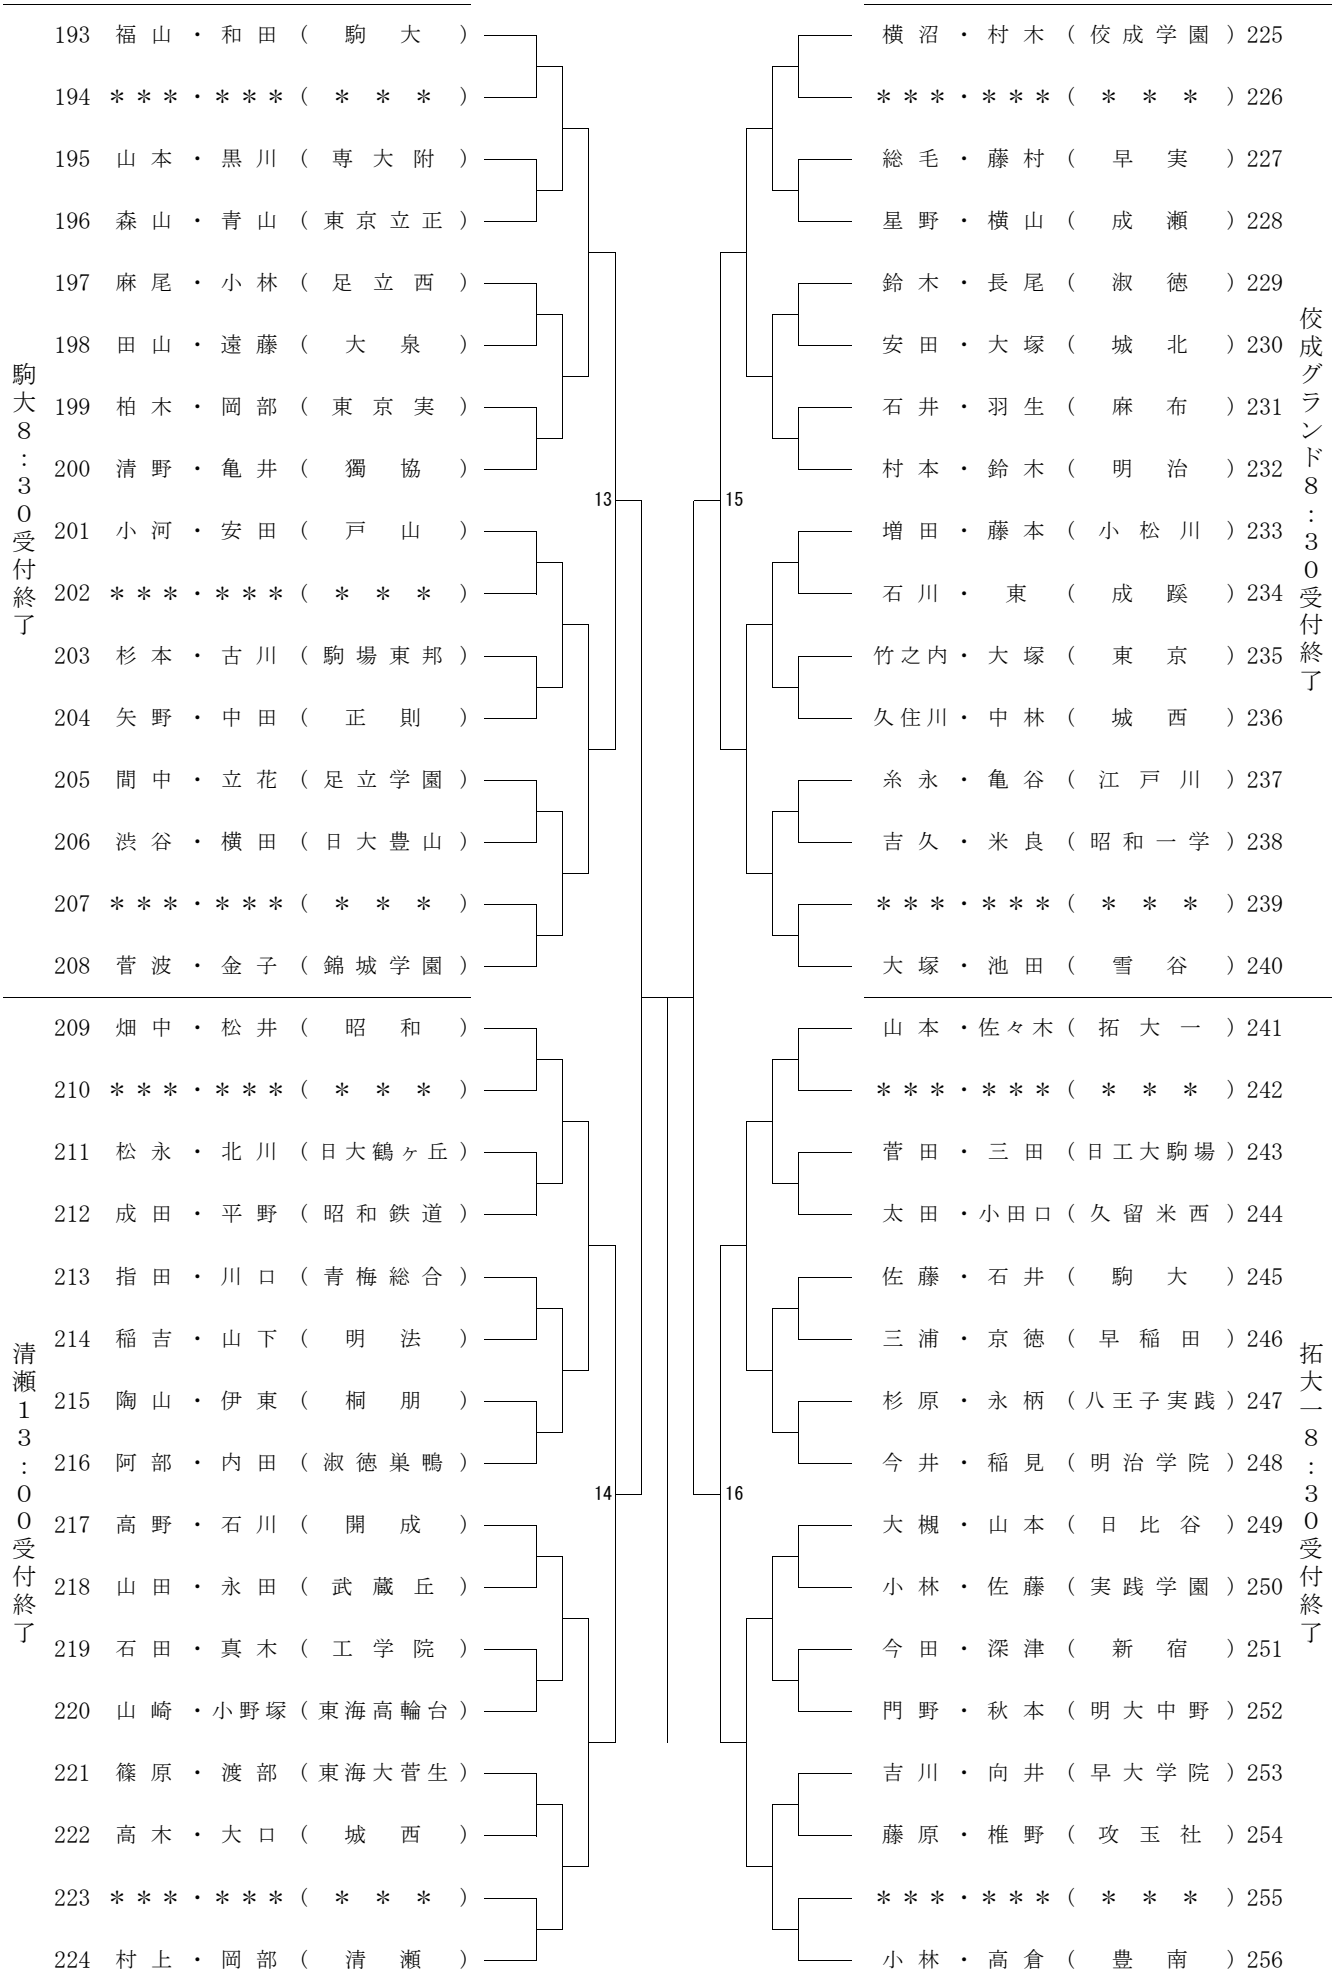 駒大8:30受付終了
193 福山・和田(駒大)
194 ***・***(***)
195 山本・黒川(専大附)
196 森山・青山(東京立正)
197 麻尾・小林(足立西)
198 田山・遠藤(大泉)
199 柏木・岡部(東京実)
200 清野・亀井(獨協)
201 小河・安田(戸山)
202 ***・***(***)
203 杉本・古川(駒場東邦)
204 矢野・中田(正則)
205 間中・立花(足立学園)
206 渋谷・横田(日大豊山)
207 ***・***(***)
208 菅波・金子(錦城学園)
13
清瀬13:00受付終了
209 畑中・松井(昭和)
210 ***・***(***)
211 松永・北川(日大鶴ヶ丘)
212 成田・平野(昭和鉄道)
213 指田・川口(青梅総合)
214 稲吉・山下(明法)
215 陶山・伊東(桐朋)
216 阿部・内田(淑徳巣鴨)
217 高野・石川(開成)
218 山田・永田(武蔵丘)
219 石田・真木(工学院)
220 山崎・小野塚(東海高輪台)
221 篠原・渡部(東海大菅生)
222 高木・大口(城西)
223 ***・***(***)
224 村上・岡部(清瀬)
14
横沼・村木(佼成学園)225
***・***(***)226
総毛・藤村(早実)227
星野・横山(成瀬)228
鈴木・長尾(淑徳)229
安田・大塚(城北)230
石井・羽生(麻布)231
村本・鈴木(明治)232
増田・藤本(小松川)233
石川・東(成蹊)234
竹之内・大塚(東京)235
久住川・中林(城西)236
糸永・亀谷(江戸川)237
吉久・米良(昭和一学)238
***・***(***)239
大塚・池田(雪谷)240
15
佼成グランド8:30受付終了
山本・佐々木(拓大一)241
***・***(***)242
菅田・三田(日工大駒場)243
太田・小田口(久留米西)244
佐藤・石井(駒大)245
三浦・京徳(早稲田)246
杉原・永柄(八王子実践)247
今井・稲見(明治学院)248
大槻・山本(日比谷)249
小林・佐藤(実践学園)250
今田・深津(新宿)251
門野・秋本(明大中野)252
吉川・向井(早大学院)253
藤原・椎野(攻玉社)254
***・***(***)255
小林・高倉(豊南)256
16
拓大一8:30受付終了